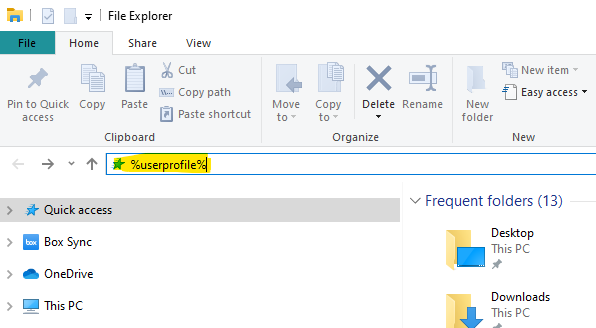 File Explorer
File Home Share View
Pin to Quick access
Copy
Paste
Cut
Copy path
Paste shortcut
Clipboard
Move to
Copy to
Delete
Rename
Organize
New folder
New item
Easy access
New
%userprofile%
Quick access
Box Sync
OneDrive
This PC
Frequent folders (13)
Desktop
This PC
Downloads
This PC